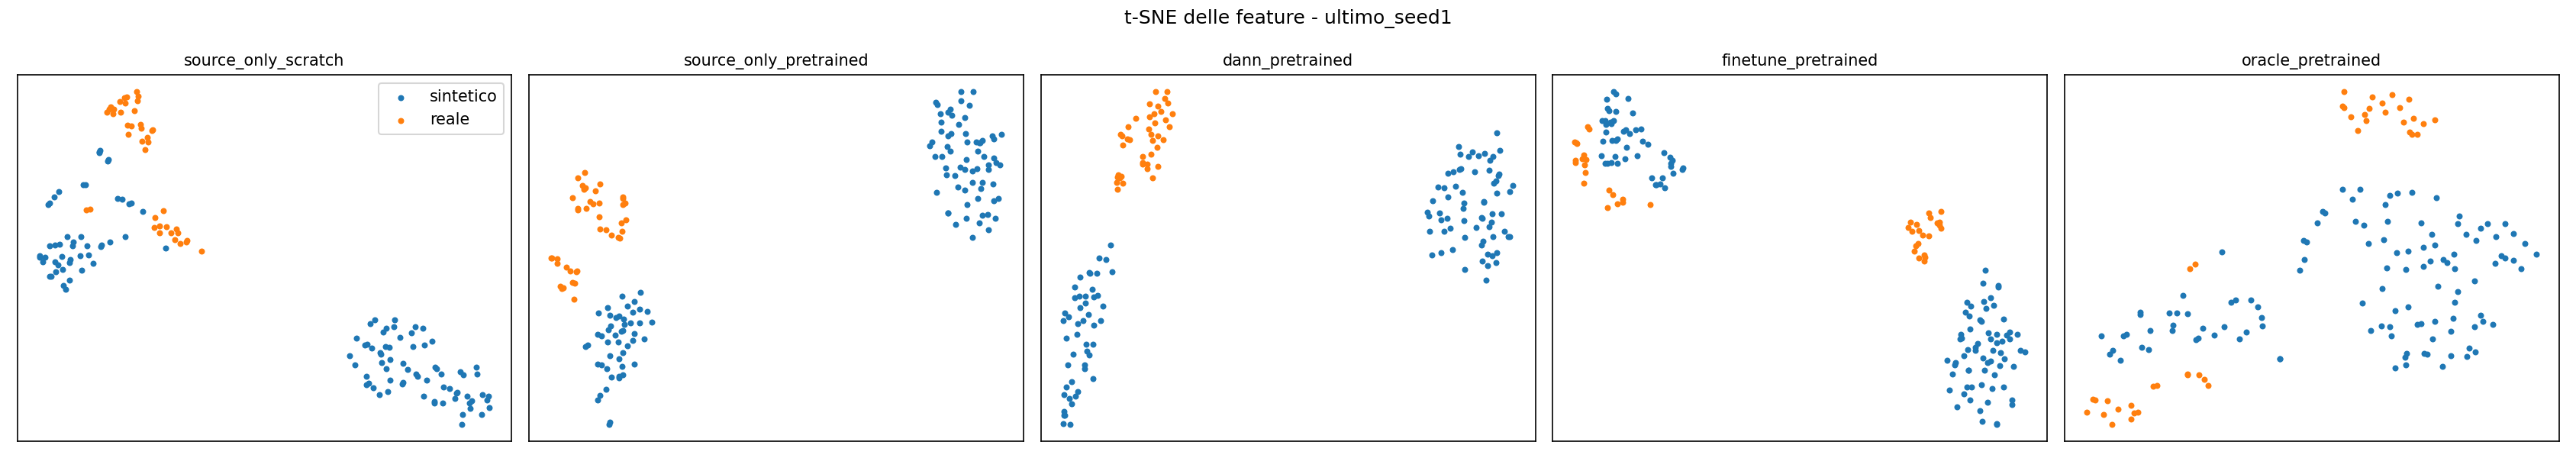 t-SNE delle feature - ultimo_seed1
source_only_scratch
source_only_pretrained
dann_pretrained
finetune_pretrained
oracle_pretrained
sintetico
reale